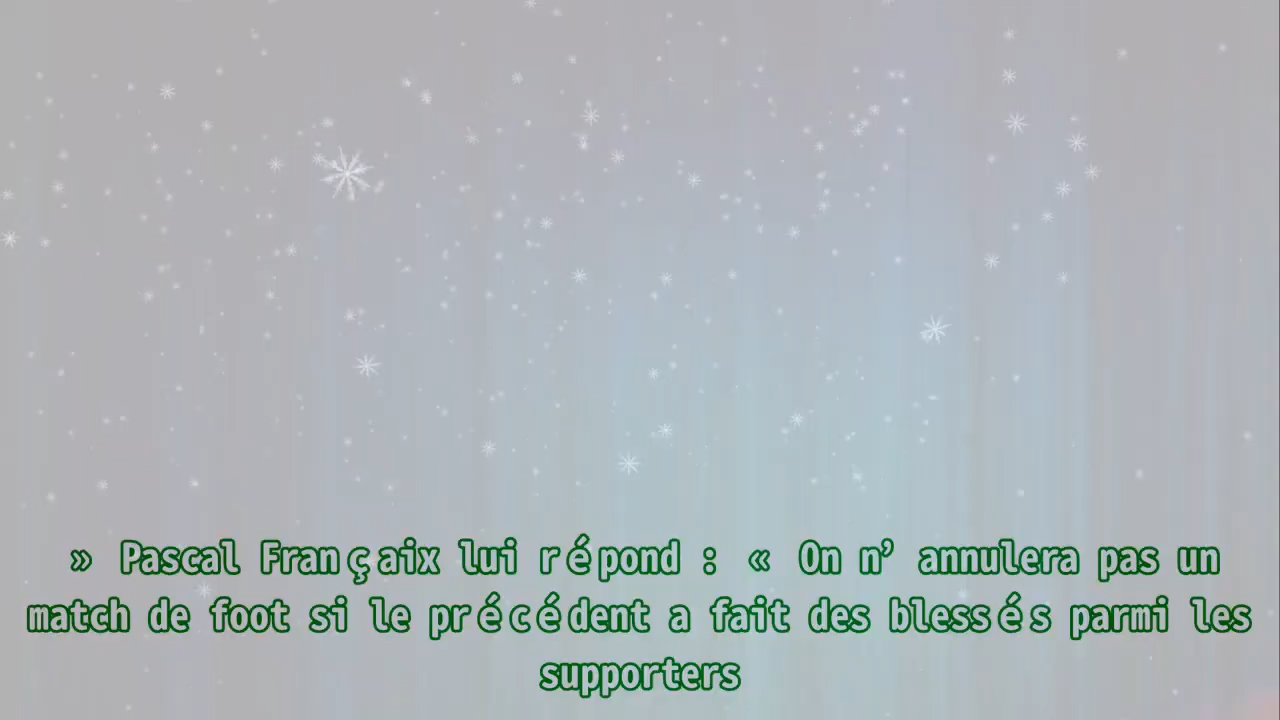 » Pascal Françaix lui répond : « On n’ annulera pas un
match de foot si le précédent a fait des blessés parmi les
supporters